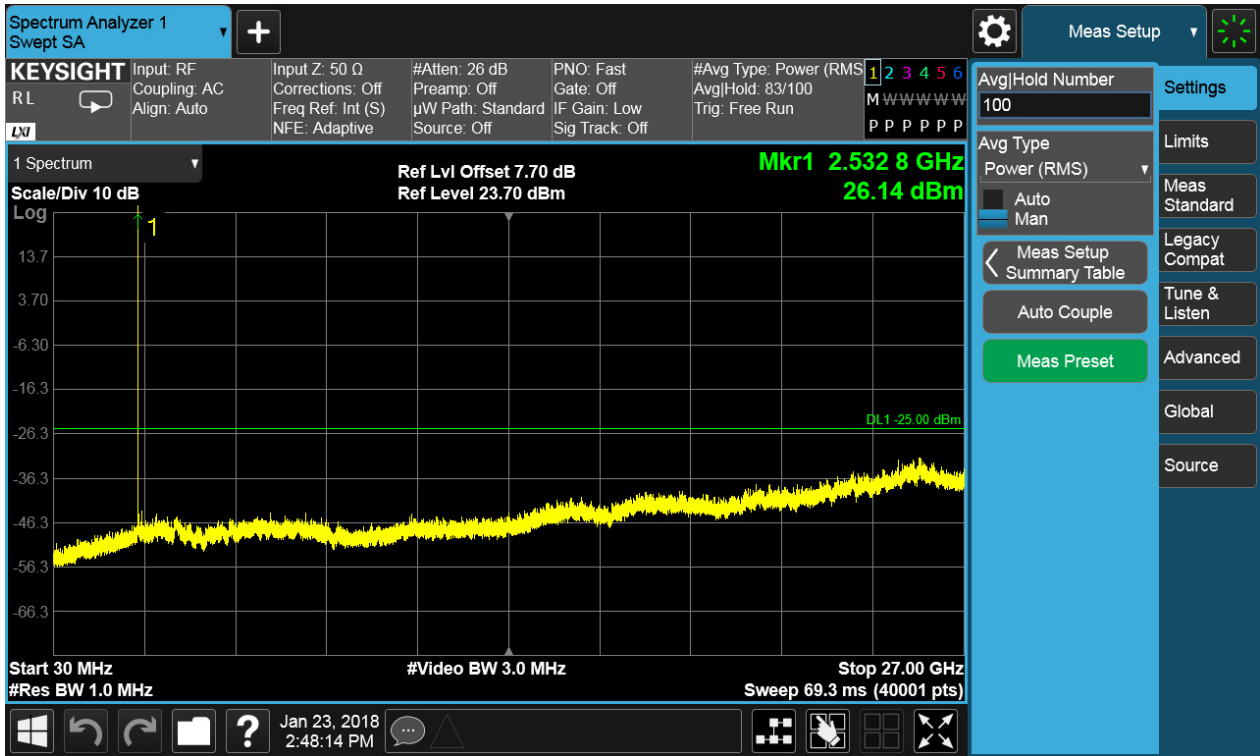 Spectrum Analyzer 1
Swept SA
+
Meas Setup
KEYSIGHT
R L
LXI
Input: RF
Coupling: AC
Align: Auto
Input Z: 50 Ω
Corrections: Off
Freq Ref: Int (S)
NFE: Adaptive
#Atten: 26 dB
Preamp: Off
µW Path: Standard
Source: Off
PNO: Fast
Gate: Off
IF Gain: Low
Sig Track: Off
#Avg Type: Power (RMS
Avg|Hold: 83/100
Trig: Free Run
1 2 3 4 5 6
M W W W W W
P P P P P P
1 Spectrum
Scale/Div 10 dB
Ref Lvl Offset 7.70 dB
Ref Level 23.70 dBm
Mkr1 2.532 8 GHz
26.14 dBm
Log
1
13.7
3.70
-6.30
-16.3
DL1 -25.00 dBm
-26.3
-36.3
-46.3
-56.3
-66.3
Start 30 MHz
#Video BW 3.0 MHz
Stop 27.00 GHz
#Res BW 1.0 MHz
Sweep 69.3 ms (40001 pts)
Avg|Hold Number
100
Avg Type
Power (RMS)
Auto
Man
Meas Setup
Summary Table
Auto Couple
Meas Preset
Settings
Limits
Meas
Standard
Legacy
Compat
Tune &
Listen
Advanced
Global
Source
?
Jan 23, 2018
2:48:14 PM